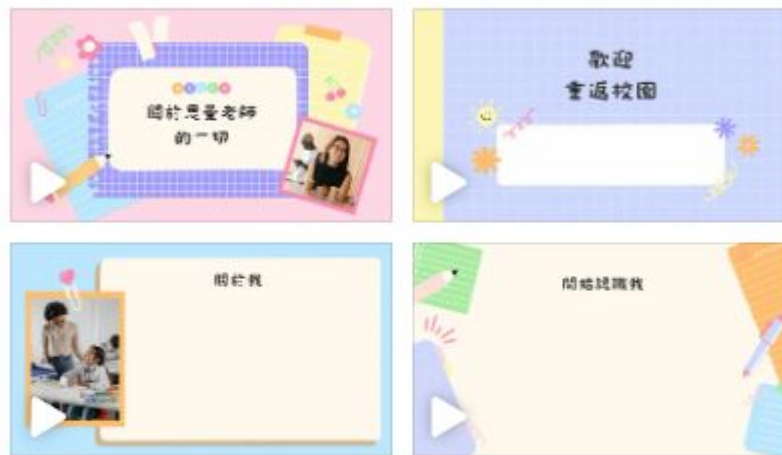 關於思量老師
的一切
歡迎
重返校園
關於我
開始認識我